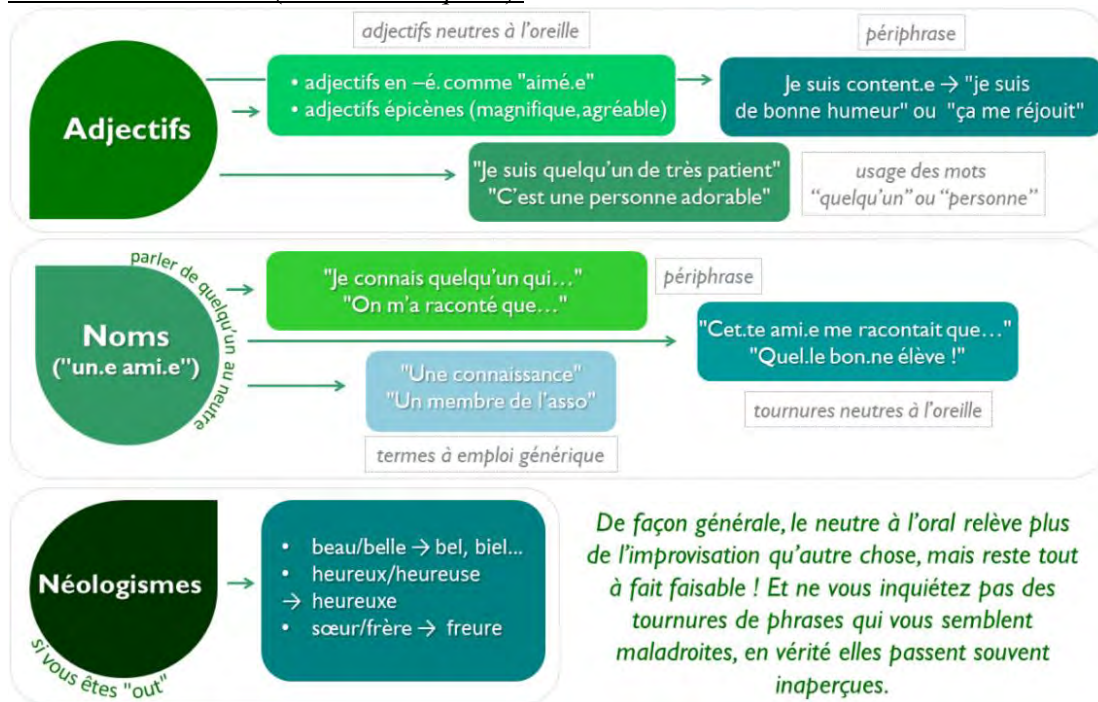 adjectifs neutres à l'oreille
périphrase
Adjectifs
• adjectifs en –é. comme "aimé.e"
• adjectifs épicènes (magnifique, agréable)
Je suis content.e → "je suis
de bonne humeur" ou "ça me réjouit"
"Je suis quelqu'un de très patient"
"C'est une personne adorable"
usage des mots
"quelqu'un" ou "personne"
parler de quelqu'un au neutre
Noms
("un.e ami.e")
"Je connais quelqu'un qui…"
"On m'a raconté que…"
périphrase
"Cet.te ami.e me racontait que…"
"Quel.le bon.ne élève !"
tournures neutres à l'oreille
"Une connaissance"
"Un membre de l'asso"
termes à emploi générique
Néologismes
si vous êtes "out"
• beau/belle → bel, biel...
• heureux/heureuse
→ heureuxe
• sœur/frère → freure
De façon générale, le neutre à l'oral relève plus
de l'improvisation qu'autre chose, mais reste tout
à fait faisable ! Et ne vous inquiétez pas des
tournures de phrases qui vous semblent
maladroites, en vérité elles passent souvent
inaperçues.